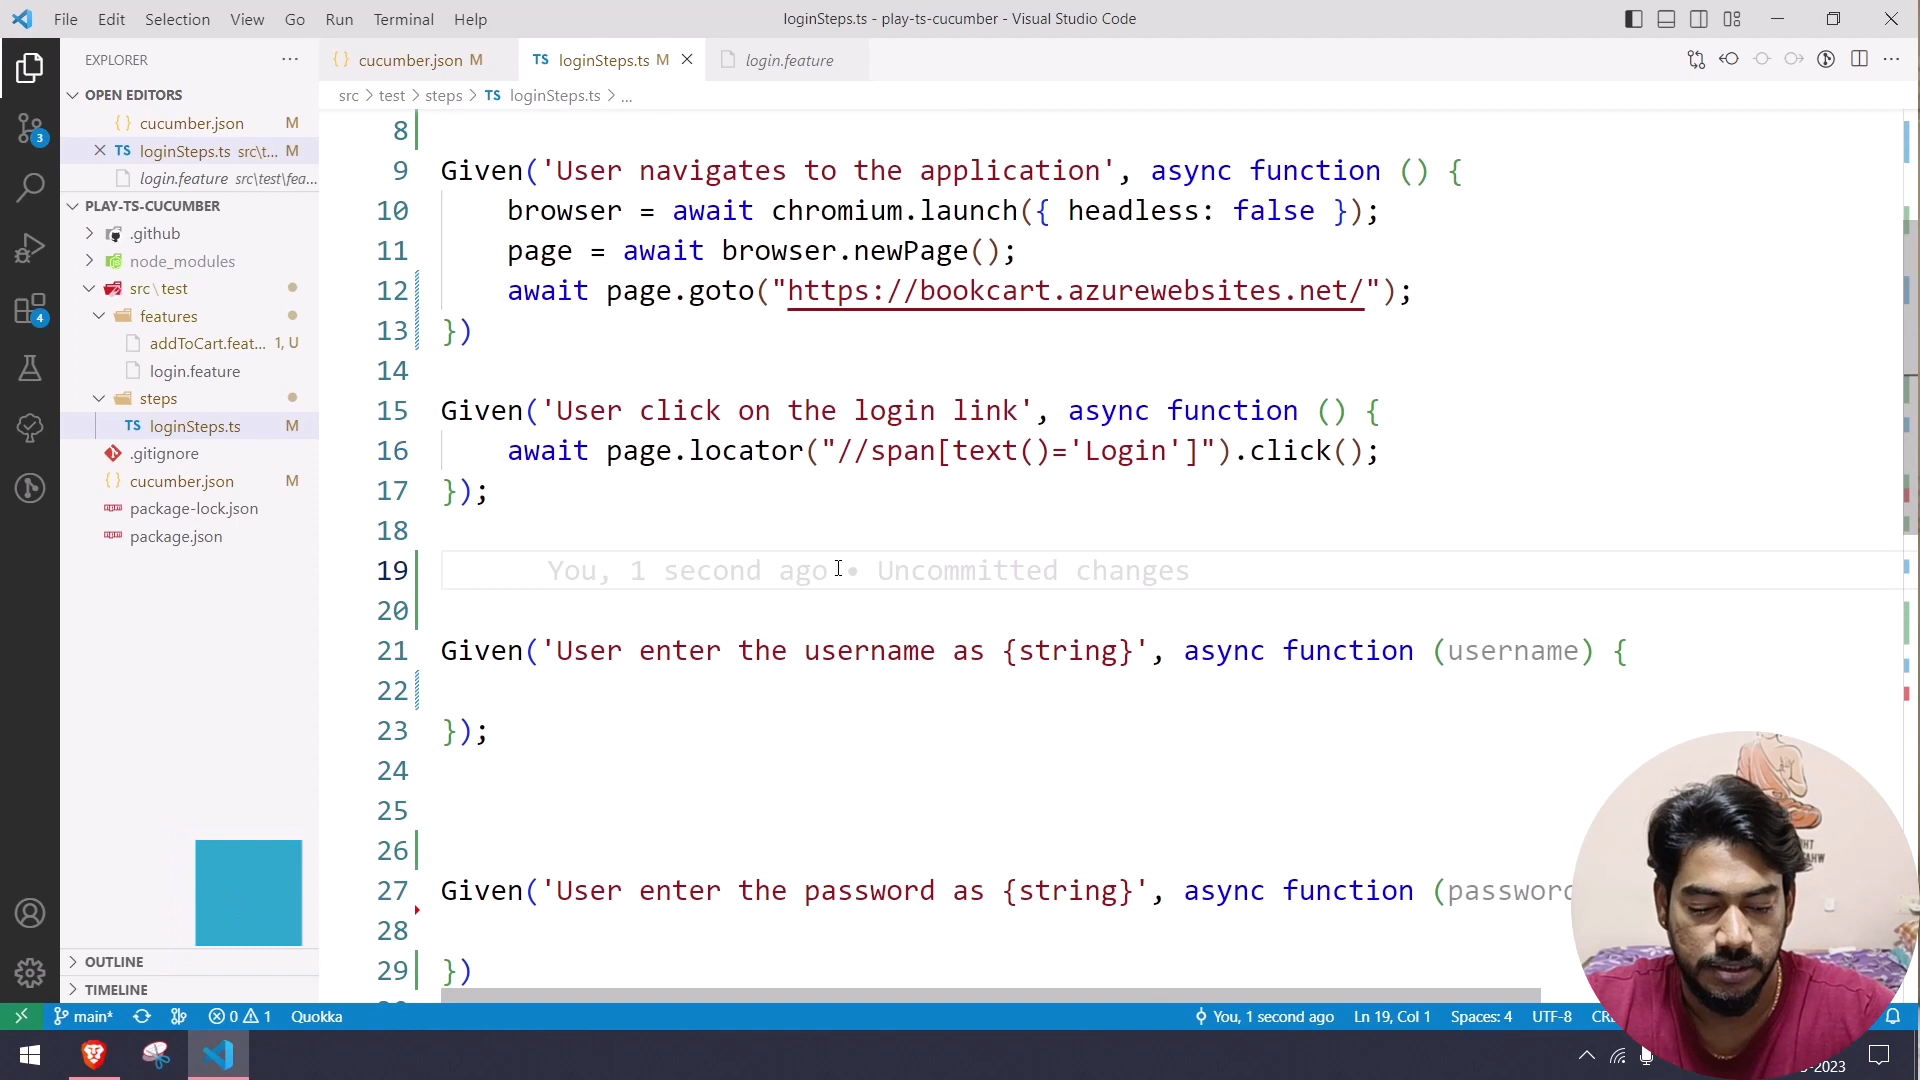 File Edit Selection View Go Run Terminal Help
loginSteps.ts - play-ts-cucumber - Visual Studio Code
EXPLORER
OPEN EDITORS
cucumber.json M
loginSteps.ts src\t... M
login.feature src\test\fea...
PLAY-TS-CUCUMBER
.github
node_modules
src\test
features
addToCart.feat... 1, U
login.feature
steps
TS loginSteps.ts M
.gitignore
cucumber.json M
package-lock.json
package.json
OUTLINE
TIMELINE
3
4
{} cucumber.json M
TS loginSteps.ts M
login.feature
src > test > steps > TS loginSteps.ts > ...
8
9 Given('User navigates to the application', async function () {
10 browser = await chromium.launch({ headless: false });
11 page = await browser.newPage();
12 await page.goto("https://bookcart.azurewebsites.net/");
13 })
14
15 Given('User click on the login link', async function () {
16 await page.locator("//span[text()='Login']").click();
17 });
18
19 You, 1 second ago • Uncommitted changes
20
21 Given('User enter the username as {string}', async function (username) {
22
23 });
24
25
26
27 Given('User enter the password as {string}', async function (password
28
29 })
main* 0 1 Quokka
You, 1 second ago Ln 19, Col 1 Spaces: 4 UTF-8
-2023